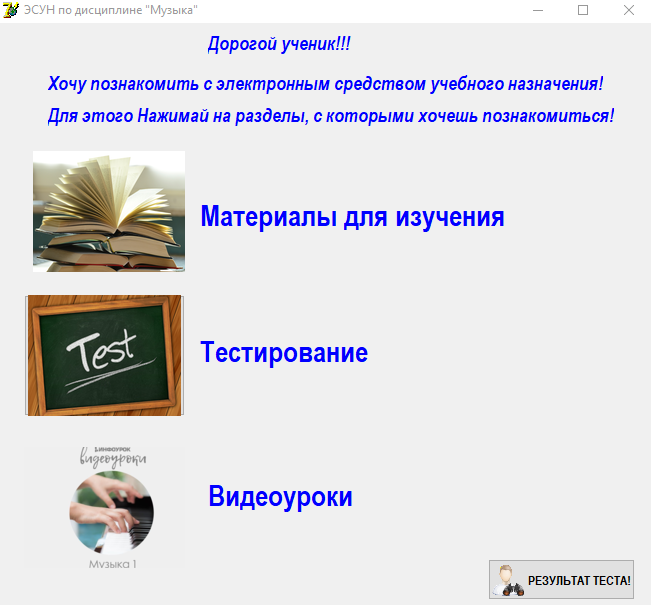 ЭСУН по дисциплине "Музыка"
Дорогой ученик!!!
Хочу познакомить с электронным средством учебного назначения!
Для этого Нажимай на разделы, с которыми хочешь познакомиться!
Материалы для изучения
Test
Тестирование
ИНФОУРОК
видеоуроки
Музыка 1
Видеоуроки
РЕЗУЛЬТАТ ТЕСТА!